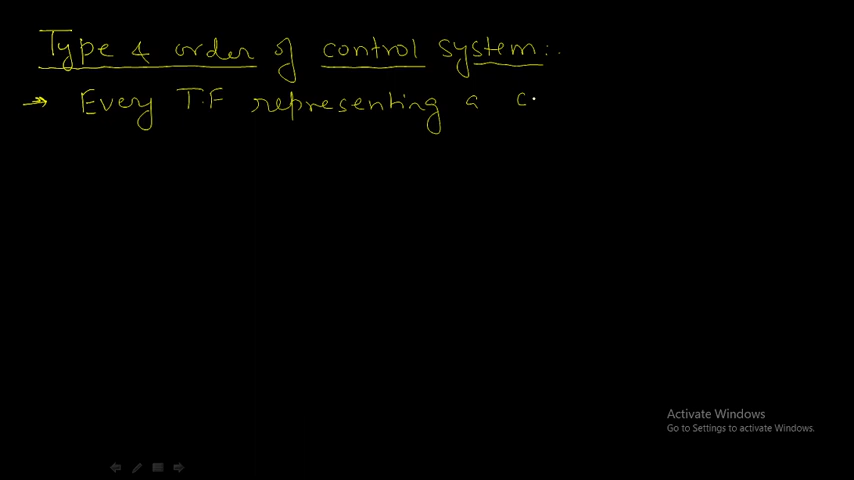 Type & order of control system:.
Every T.F representing a c
Activate Windows
Go to Settings to activate Windows.